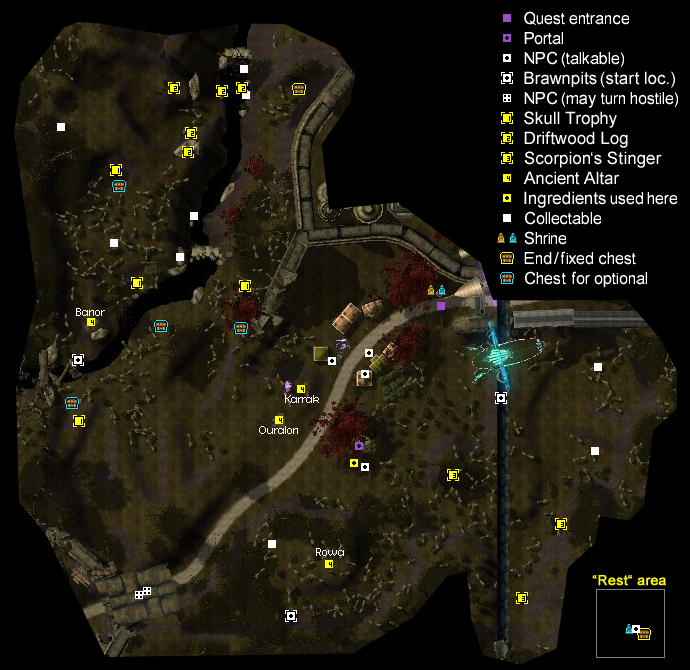 Quest entrance
Portal
NPC (talkable)
Brawnpits (start loc.)
NPC (may turn hostile)
Skull Trophy
Driftwood Log
Scorpion's Stinger
Ancient Altar
Ingredients used here
Collectable
Shrine
End/fixed chest
Chest for optional
Banor
Karrak
Ouralon
Rowa
"Rest" area